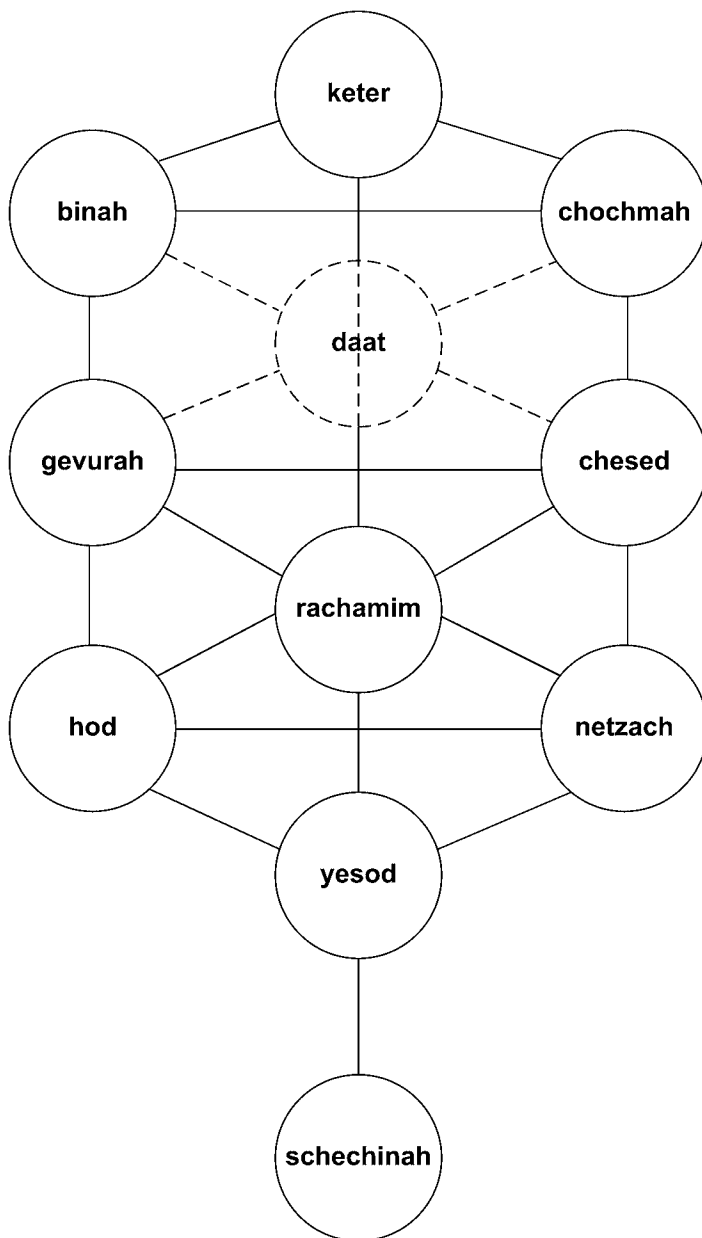 keter
binah
chochmah
daat
gevurah
chesed
rachamim
hod
netzach
yesod
schechinah